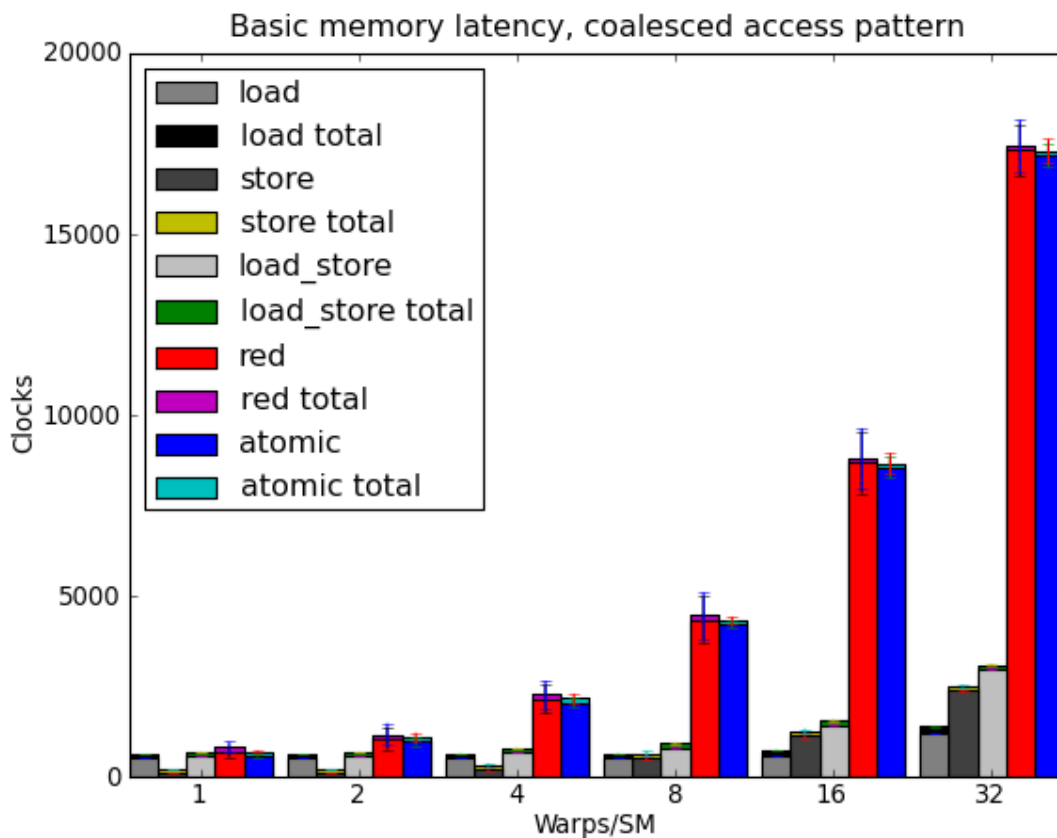 Basic memory latency, coalesced access pattern
20000
15000
10000
5000
0
Clocks
load
load total
store
store total
load_store
load_store total
red
red total
atomic
atomic total
1 2 4 8 16 32
Warps/SM